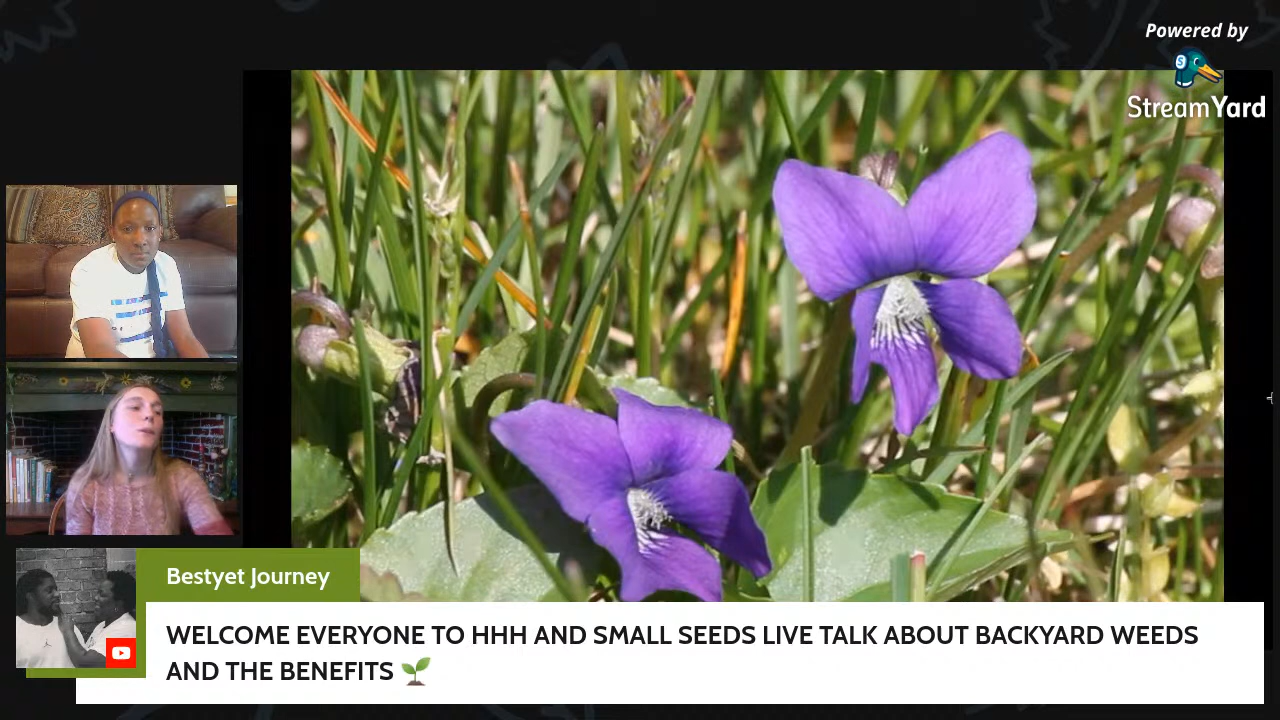 Powered by
StreamYard
Bestyet Journey
WELCOME EVERYONE TO HHH AND SMALL SEEDS LIVE TALK ABOUT BACKYARD WEEDS
AND THE BENEFITS 🌱